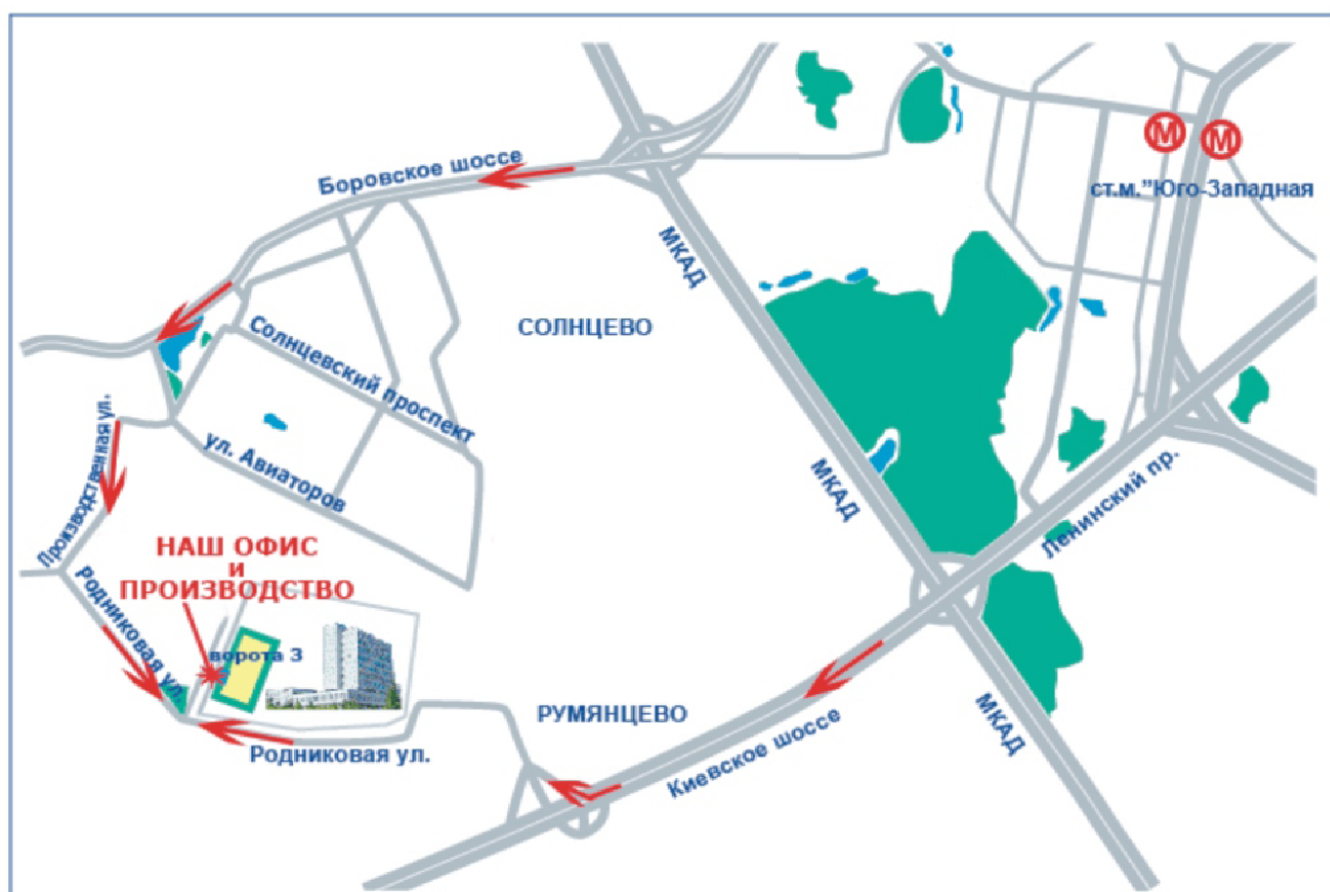 М
М
Боровское шоссе
ст.м."Юго-Западная
МКАД
СОЛНЦЕВО
Солнцевский проспект
Производственная ул.
ул. Авиаторов
МКАД
Ленинский пр.
НАШ ОФИС
и
ПРОИЗВОДСТВО
Родниковая ул.
ворота 3
РУМЯНЦЕВО
МКАД
Родниковая ул.
Киевское шоссе